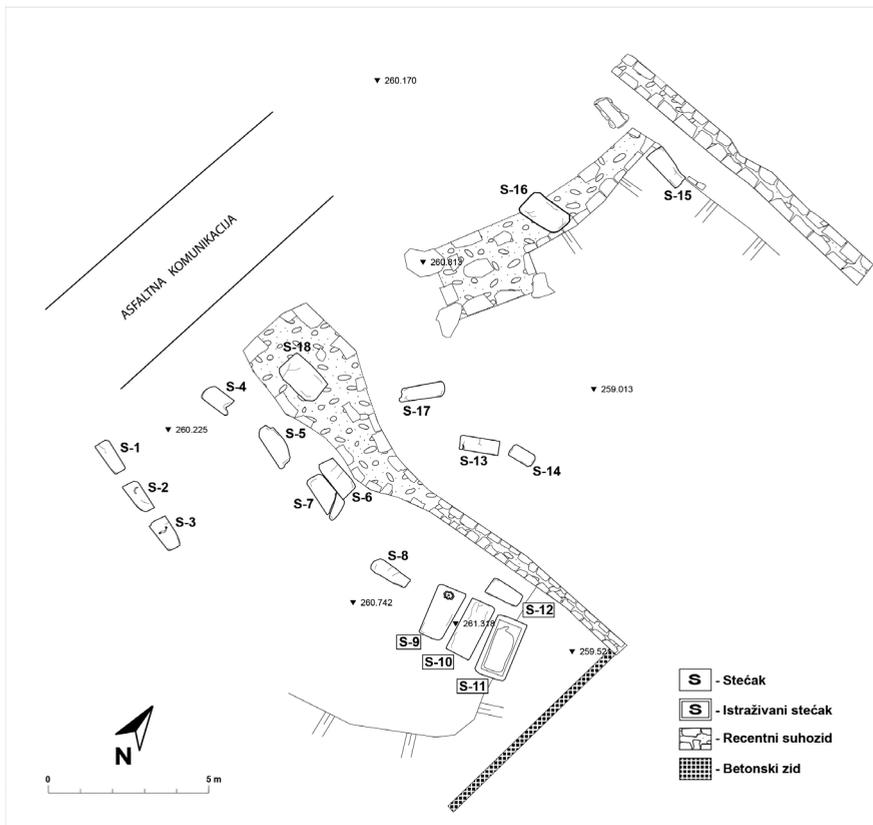 ▼ 260.170
S-15
S-16
▼ 260.813
ASFALTNA KOMUNIKACIJA
S-18
S-4
S-17
▼ 259.013
▼ 260.225
S-5
S-1
S-13
S-14
S-2
S-6
S-7
S-3
S-8
▼ 260.742
S-12
▼ 261.318
S-9
S-10
▼ 259.521
S-11
S - Stećak
S - Istraživani stećak
- Recentni suhozid
- Betonski zid
N
0 5 m